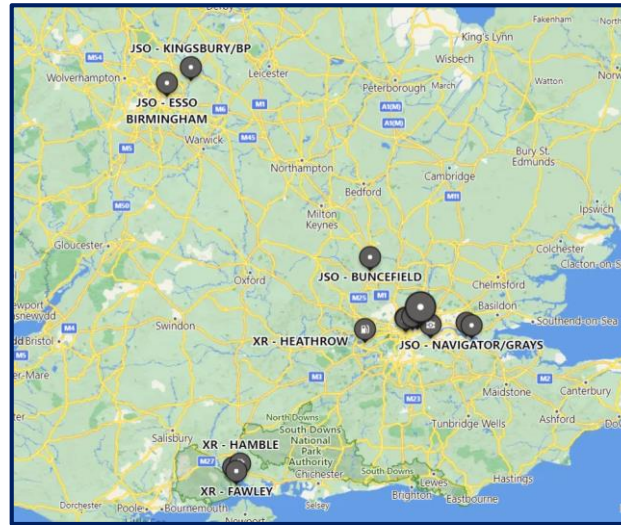 King's Lynn
Fakenham
JSO - KINGSBURY/BP
M54
Wolverhampton
Leicester
Wisbech
Peterborough
March
Watton
JSO - ESSO
BIRMINGHAM
M6
M1
A1(M)
A1(M)
Warwick
M45
M5
Northampton
Bury St.
Edmunds
Cambridge
Bedford
M11
M50
Milton
Keynes
Ipswich
Gloucester
Colchester
JSO - BUNCEFIELD
Oxford
Clacton-on-Sea
M25
M1
Chelmsford
Basildon
M4
Swindon
XR - HEATHROW
Southend-on-Sea
Bristol
JSO - NAVIGATOR/GRAYS
M5
M3
M2
Canterbury
Maidstone
M23
North Downs
Tunbridge Wells
Ashford
Salisbury
XR - HAMBLE
South Downs
National
Park
Authority
M27
Hastings
Chichester
South Downs
Lewes
XR - FAWLEY
Brighton
Eastbourne
Dorchester
Poole
Bournemouth
Newport
Selsey